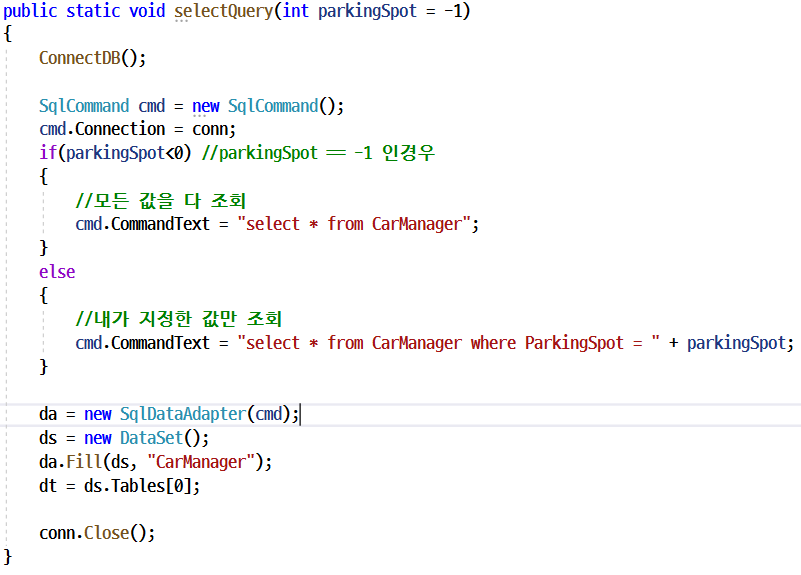 public static void selectQuery(int parkingSpot = -1)
{
ConnectDB();
SqlCommand cmd = new SqlCommand();
cmd.Connection = conn;
if(parkingSpot<0) //parkingSpot == -1 인경우
{
//모든 값을 다 조회
cmd.CommandText = "select * from CarManager";
}
else
{
//내가 지정한 값만 조회
cmd.CommandText = "select * from CarManager where ParkingSpot = " + parkingSpot;
}
da = new SqlDataAdapter(cmd);
ds = new DataSet();
da.Fill(ds, "CarManager");
dt = ds.Tables[0];
conn.Close();
}